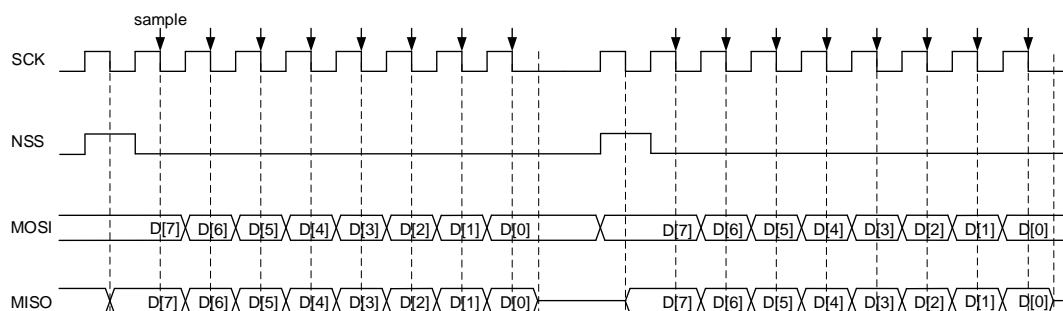 sample
SCK
NSS
MOSI D[7] D[6] D[5] D[4] D[3] D[2] D[1] D[0] D[7] D[6] D[5] D[4] D[3] D[2] D[1] D[0]
MISO D[7] D[6] D[5] D[4] D[3] D[2] D[1] D[0] D[7] D[6] D[5] D[4] D[3] D[2] D[1] D[0]